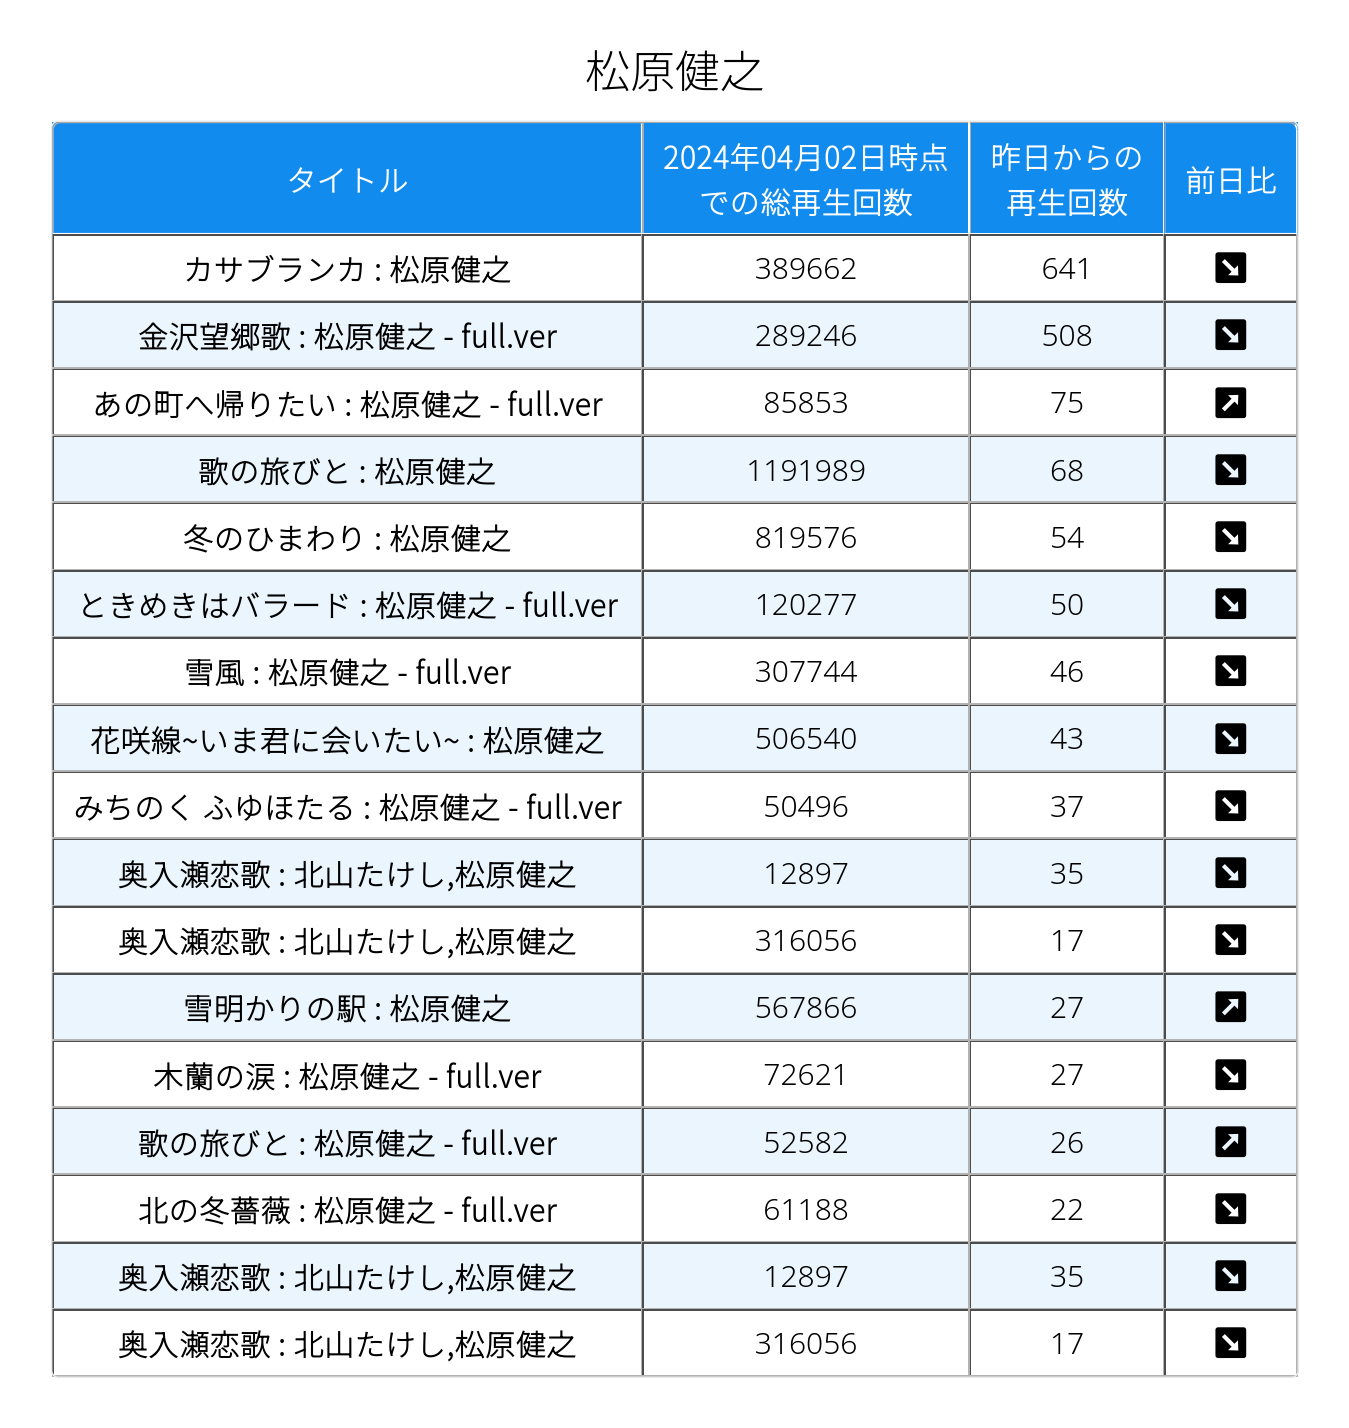 松原健之
タイトル 2024年04月02日時点での総再生回数 昨日からの再生回数 前日比
カサブランカ : 松原健之 389662 641 ↘
金沢望郷歌 : 松原健之 - full.ver 289246 508 ↘
あの町へ帰りたい : 松原健之 - full.ver 85853 75 ↗
歌の旅びと : 松原健之 1191989 68 ↘
冬のひまわり : 松原健之 819576 54 ↘
ときめきはバラード : 松原健之 - full.ver 120277 50 ↘
雪風 : 松原健之 - full.ver 307744 46 ↘
花咲線~いま君に会いたい~ : 松原健之 506540 43 ↘
みちのく ふゆほたる : 松原健之 - full.ver 50496 37 ↘
奥入瀬恋歌 : 北山たけし,松原健之 12897 35 ↘
奥入瀬恋歌 : 北山たけし,松原健之 316056 17 ↘
雪明かりの駅 : 松原健之 567866 27 ↗
木蘭の涙 : 松原健之 - full.ver 72621 27 ↘
歌の旅びと : 松原健之 - full.ver 52582 26 ↗
北の冬薔薇 : 松原健之 - full.ver 61188 22 ↘
奥入瀬恋歌 : 北山たけし,松原健之 12897 35 ↘
奥入瀬恋歌 : 北山たけし,松原健之 316056 17 ↘